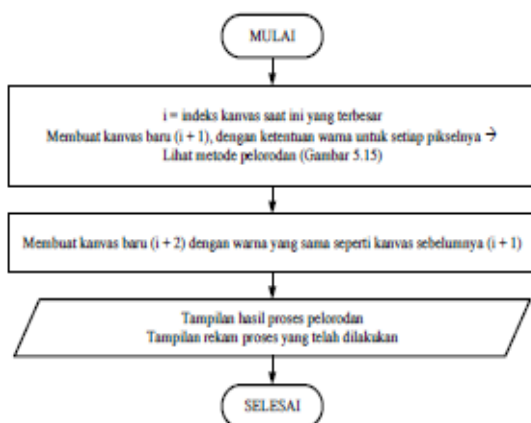 MULAI
i = indeks kanvas saat ini yang terbesar
Membuat kanvas baru (i + 1), dengan ketentuan warna untuk setiap pikselnya →
Lihat metode pelorodan (Gambar 5.15)
Membuat kanvas baru (i + 2) dengan warna yang sama seperti kanvas sebelumnya (i + 1)
Tampilan hasil proses pelorodan
Tampilan rekam proses yang telah dilakukan
SELESAI